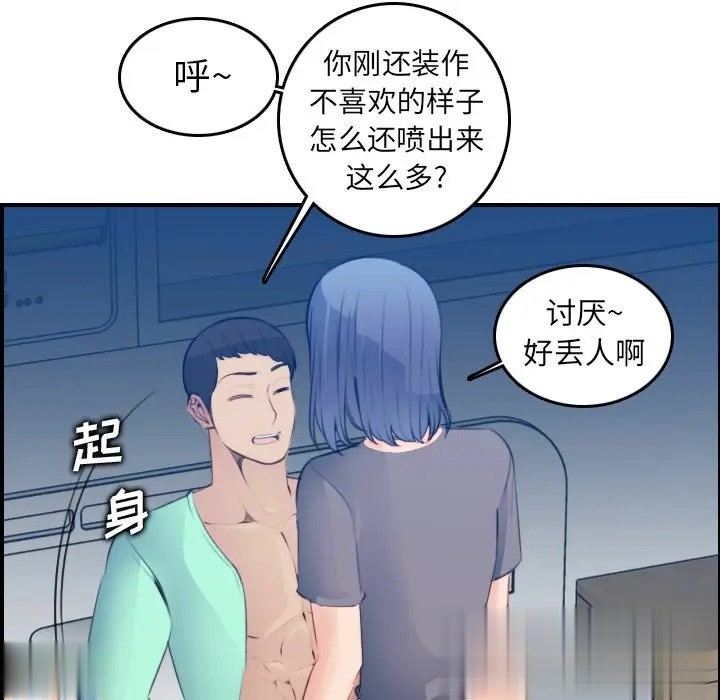 呼~
你刚还装作
不喜欢的样子
怎么还喷出来
这么多?
讨厌~
好丢人啊
起
身